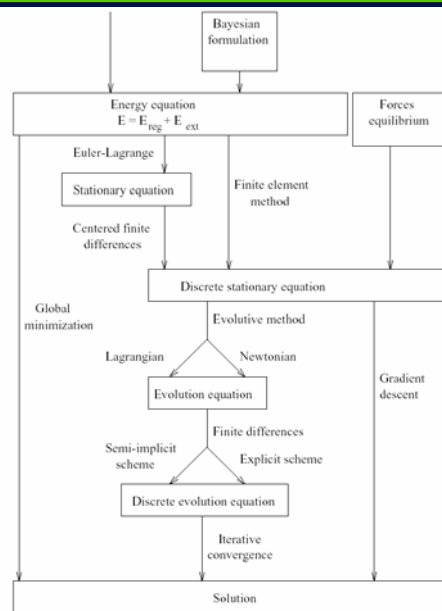 Bayesian
formulation
Energy equation
E = E reg + E ext
Forces
equilibrium
Euler-Lagrange
Stationary equation
Finite element
method
Centered finite
differences
Discrete stationary equation
Global
minimization
Evolutive method
Lagrangian
Newtonian
Gradient
descent
Evolution equation
Finite differences
Semi-implicit
scheme
Explicit scheme
Discrete evolution equation
Iterative
convergence
Solution